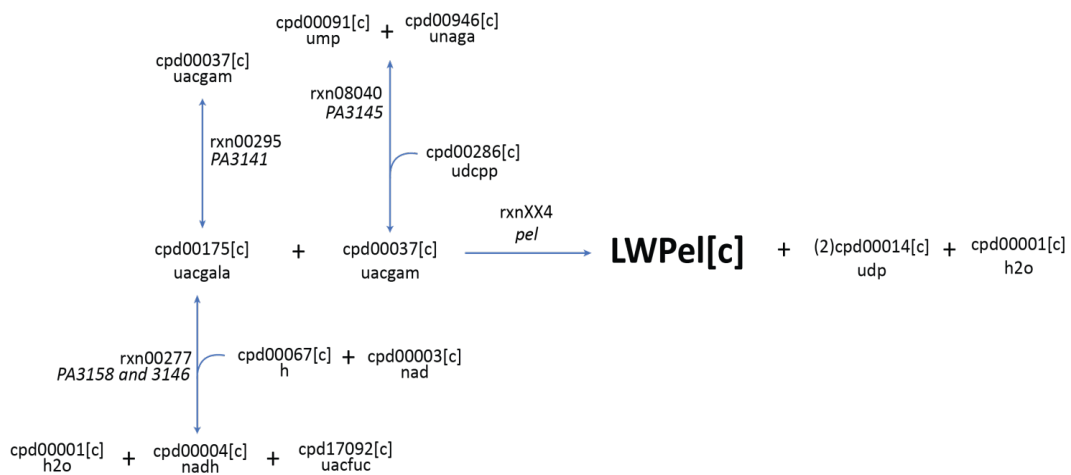 cpd00091[c] + cpd00946[c]
ump unaga
cpd00037[c]
uacgam
rxn08040
PA3145
rxn00295
PA3141
cpd00286[c]
udcpp
rxnXX4
pel
cpd00175[c] + cpd00037[c] LWPel[c] + (2)cpd00014[c] + cpd00001[c]
uacgala uacgam udp h2o
rxn00277
PA3158 and 3146
cpd00067[c] + cpd00003[c]
h nad
cpd00001[c] + cpd00004[c] + cpd17092[c]
h2o nadh uacfuc